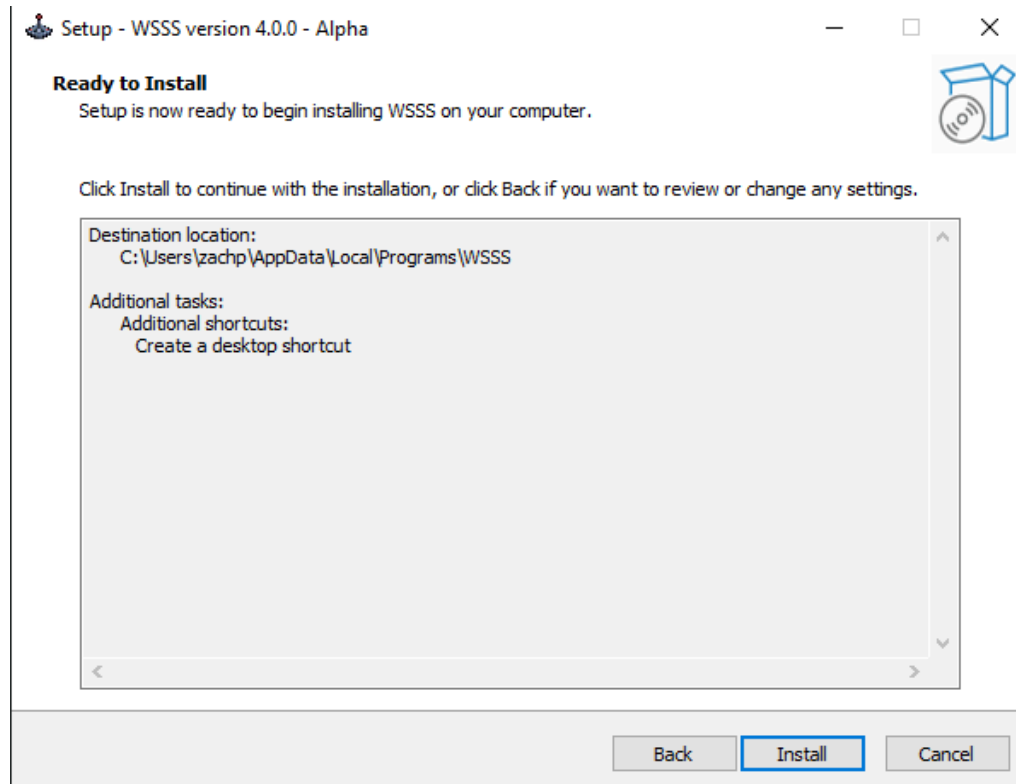 Setup - WSSS version 4.0.0 - Alpha
Ready to Install
Setup is now ready to begin installing WSSS on your computer.
Click Install to continue with the installation, or click Back if you want to review or change any settings.
Destination location:
C:\Users\zachp\AppData\Local\Programs\WSSS
Additional tasks:
Additional shortcuts:
Create a desktop shortcut
Back Install Cancel